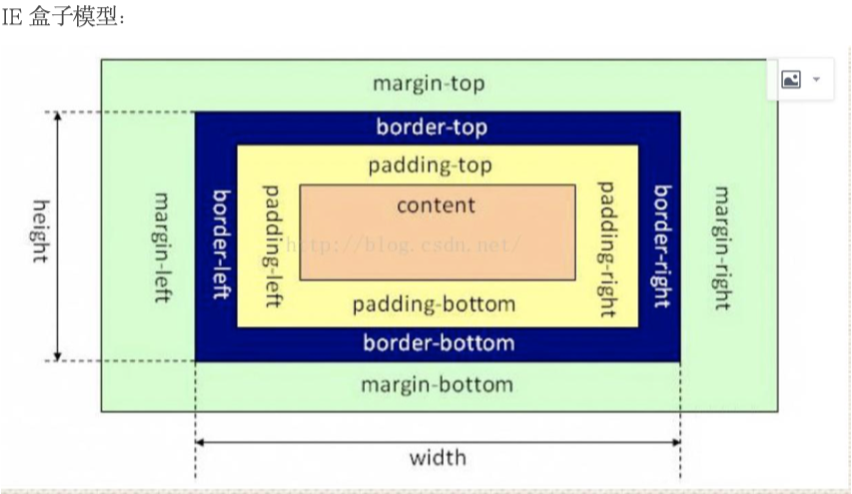 IE 盒子模型：
margin-top
border-top
padding-top
content
height
margin-left
border-left
padding-left
http://blog.csdn.net/
padding-right
border-right
margin-right
padding-bottom
border-bottom
margin-bottom
width